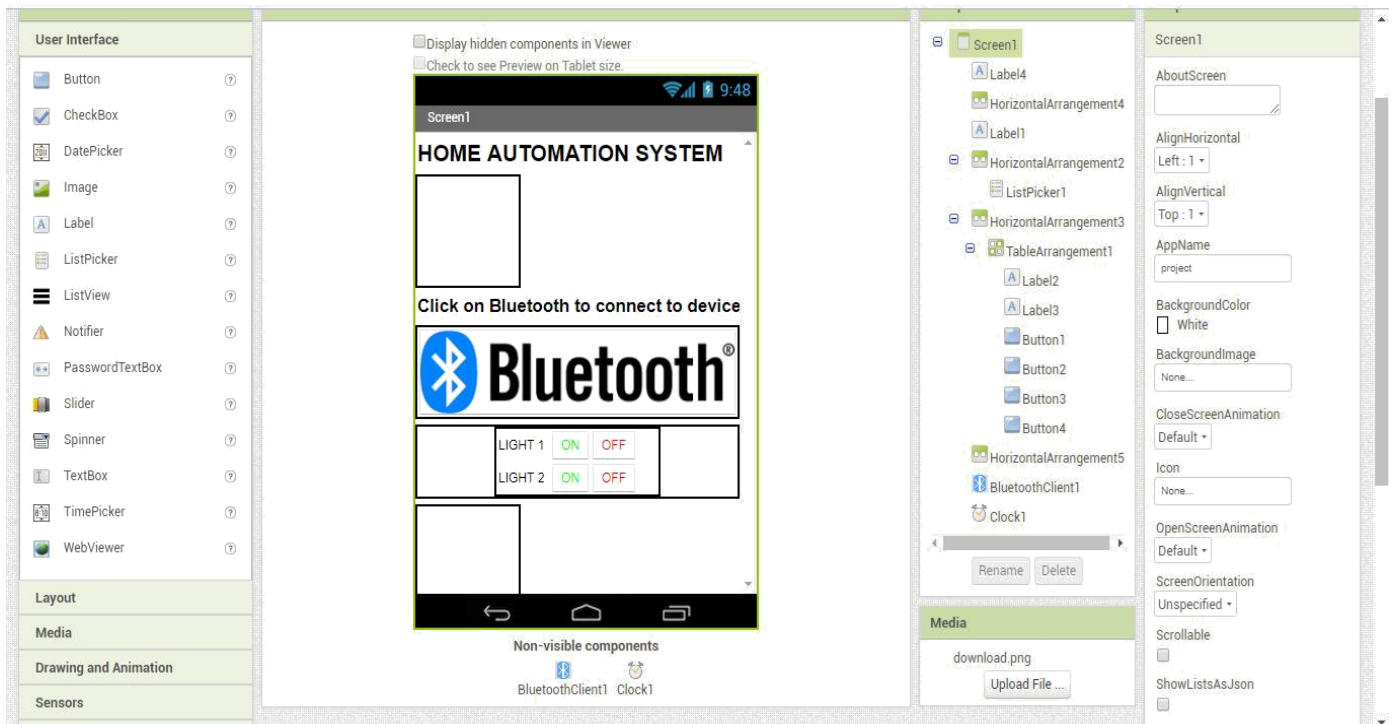 User Interface
Button
CheckBox
DatePicker
Image
Label
ListPicker
ListView
Notifier
PasswordTextBox
Slider
Spinner
TextBox
TimePicker
WebViewer
Layout
Media
Drawing and Animation
Sensors
Display hidden components in Viewer
Check to see Preview on Tablet size.
9:48
Screen1
HOME AUTOMATION SYSTEM
Click on Bluetooth to connect to device
Bluetooth®
LIGHT 1 ON OFF
LIGHT 2 ON OFF
Non-visible components
BluetoothClient1 Clock1
Screen1
Label4
HorizontalArrangement4
Label1
HorizontalArrangement2
ListPicker1
HorizontalArrangement3
TableArrangement1
Label2
Label3
Button1
Button2
Button3
Button4
HorizontalArrangement5
BluetoothClient1
Clock1
Rename Delete
Media
download.png
Upload File ...
Screen1
AboutScreen
AlignHorizontal
Left : 1
AlignVertical
Top : 1
AppName
project
BackgroundColor
White
BackgroundImage
None...
CloseScreenAnimation
Default
Icon
None...
OpenScreenAnimation
Default
ScreenOrientation
Unspecified
Scrollable
ShowListsAsJson